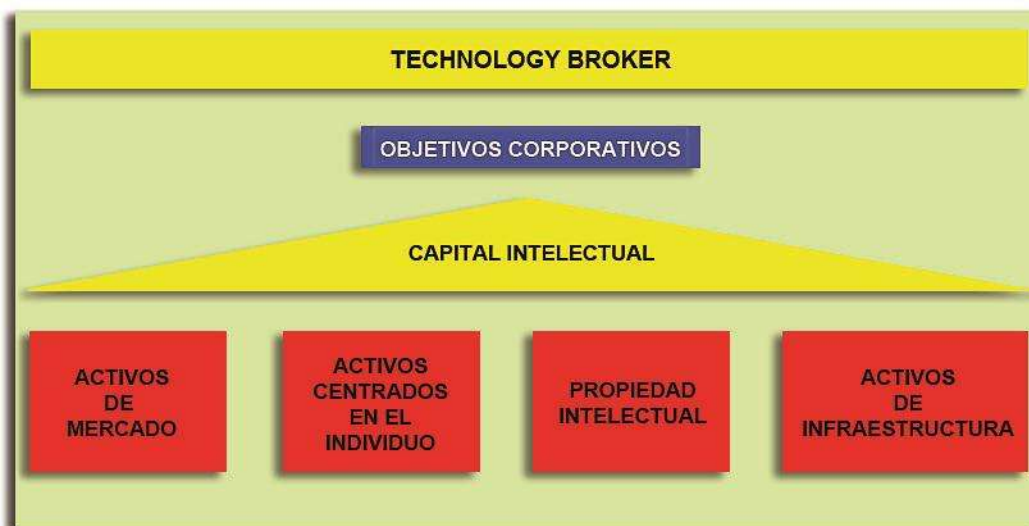 TECHNOLOGY BROKER
OBJETIVOS CORPORATIVOS
CAPITAL INTELECTUAL
ACTIVOS
DE
MERCADO
ACTIVOS
CENTRADOS
EN EL
INDIVIDUO
PROPIEDAD
INTELECTUAL
ACTIVOS
DE
INFRAESTRUCTURA